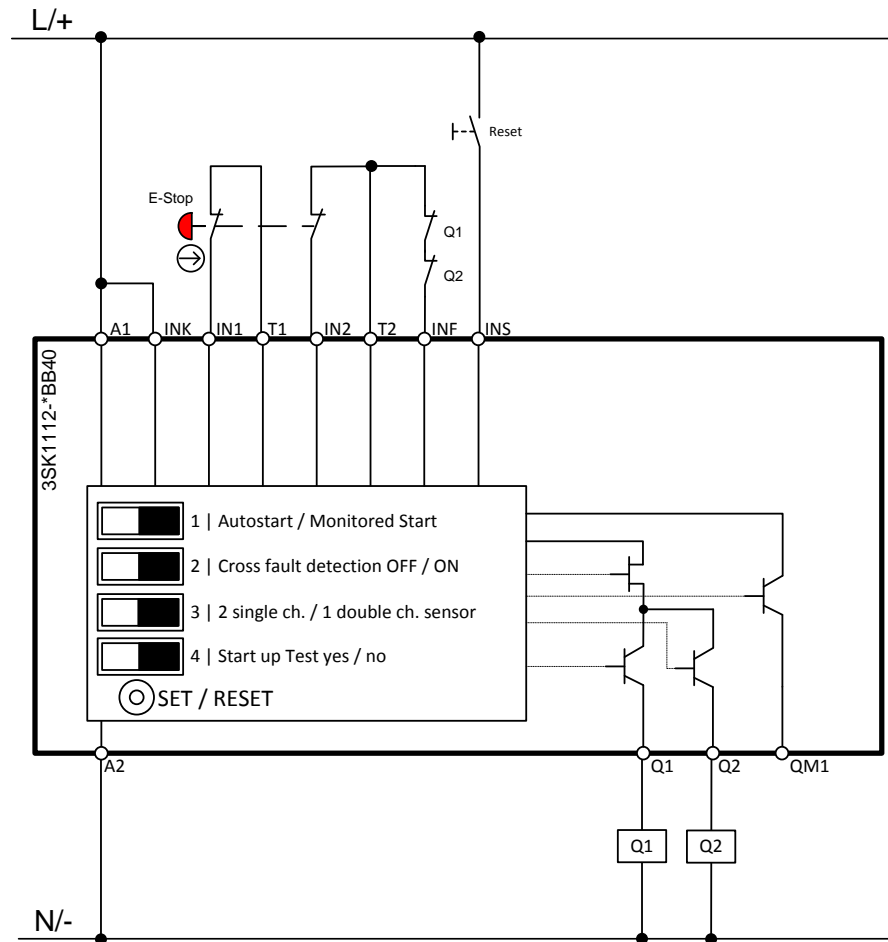 L/+
Reset
E-Stop
Q1
Q2
A1 INK IN1 T1 IN2 T2 INF INS
3SK1112-*BB40
1 | Autostart / Monitored Start
2 | Cross fault detection OFF / ON
3 | 2 single ch. / 1 double ch. sensor
4 | Start up Test yes / no
SET / RESET
A2 Q1 Q2 QM1
Q1 Q2
N/-